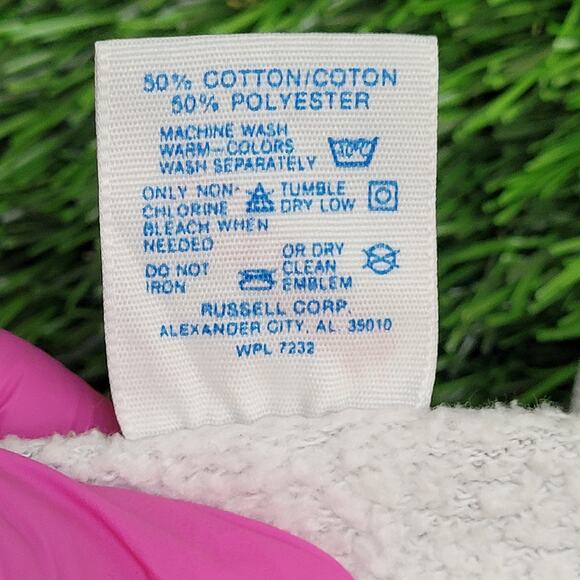 50% COTTON/COTON
50% POLYESTER
MACHINE WASH
WARM-COLORS
WASH SEPARATELY
ONLY NON-
CHLORINE
BLEACH WHEN
NEEDED
TUMBLE
DRY LOW
DO NOT
IRON
OR DRY
CLEAN
EMBLEM
RUSSELL CORP.
ALEXANDER CITY, AL. 35010
WPL 7232